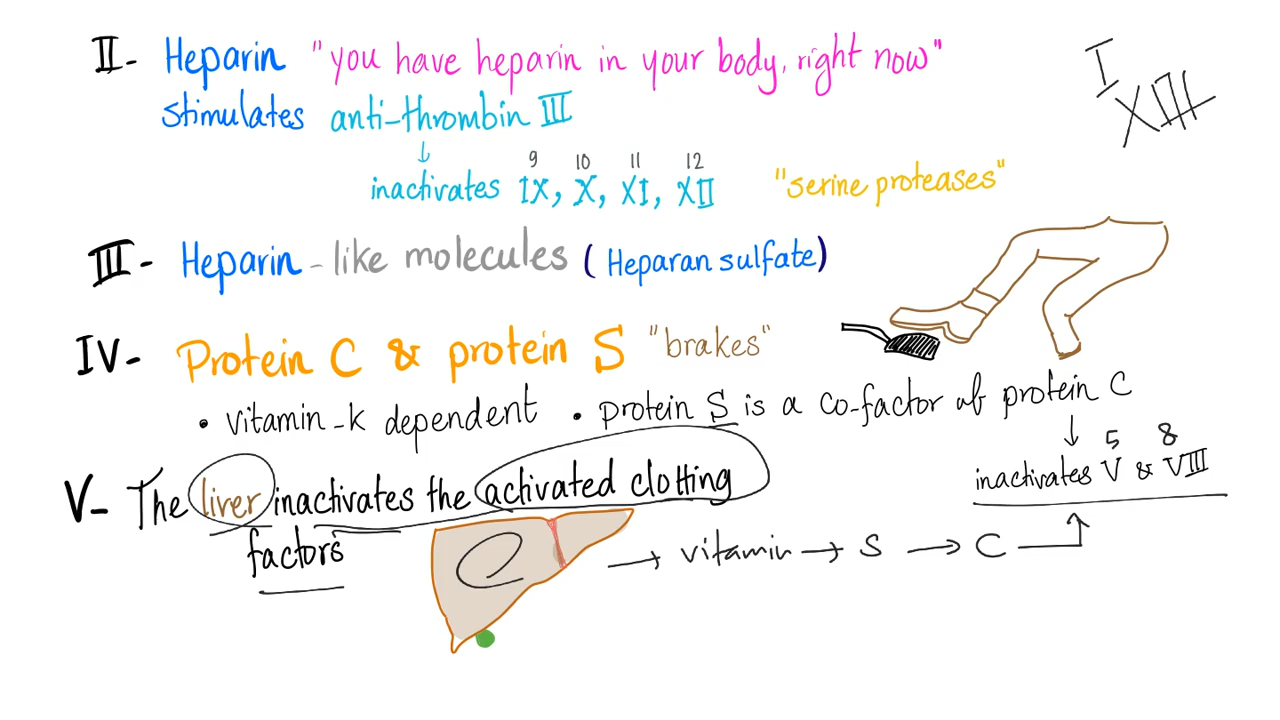 II- Heparin "you have heparin in your body, right now"
stimulates anti-thrombin III
↓
9 10 11 12
inactivates IX, X, XI, XII "serine proteases"
I
XIII
III- Heparin-like molecules (Heparan sulfate)
IV- Protein C & protein S "brakes"
• vitamin-k dependent • protein S is a co-factor of protein C
↓ 5 8
inactivates V & VIII
V- The liver inactivates the activated clotting
factors
→ vitamin → S → C